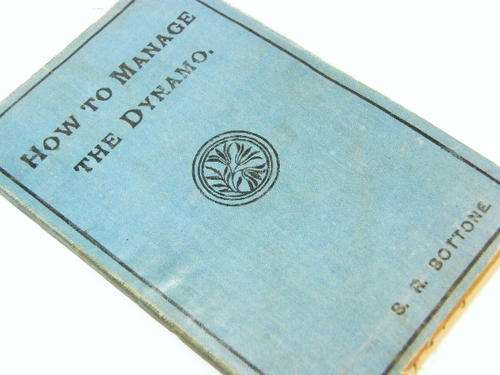 HOW TO MANAGE
THE DYNAMO.
S. R. BOTTONE